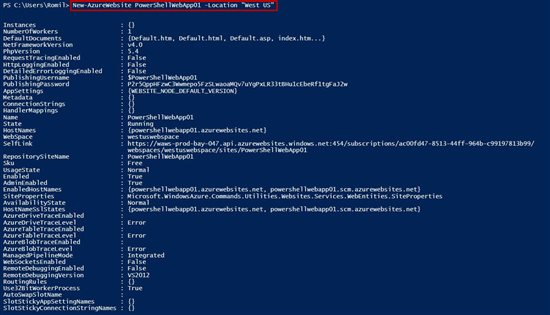 PS C:\Users\Romil> New-AzureWebsite PowerShellWebApp01 -Location "West US"
Instances : {}
NumberOfWorkers : 1
DefaultDocuments : {Default.htm, Default.html, Default.asp, index.htm...}
NetFrameworkVersion : v4.0
PhpVersion : 5.4
RequestTracingEnabled : False
HttpLoggingEnabled : False
DetailedErrorLoggingEnabled : False
PublishingUsername : $PowerShellWebApp01
PublishingPassword :
AppSettings : {WEBSITE_NODE_DEFAULT_VERSION}
Metadata : {}
ConnectionStrings : {}
HandlerMappings : {}
Name : PowerShellWebApp01
State : Running
HostNames : {powershellwebapp01.azurewebsites.net}
WebSpace : westuswebspace
SelfLink : https://waws-prod-bay-047.api.azurewebsites.windows.net:454/subscriptions/ac00fd47-8513-44ff-964b-c99197813b99/
webspaces/westuswebspace/sites/PowerShellWebApp01
RepositorySiteName : PowerShellWebApp01
Sku : Free
UsageState : Normal
Enabled : True
AdminEnabled : True
EnabledHostNames : {powershellwebapp01.azurewebsites.net, powershellwebapp01.scm.azurewebsites.net}
SiteProperties : Microsoft.WindowsAzure.Commands.Utilities.Websites.Services.WebEntities.SiteProperties
AvailabilityState : Normal
HostNameSslStates : {powershellwebapp01.azurewebsites.net, powershellwebapp01.scm.azurewebsites.net}
AzureDriveTraceEnabled :
AzureDriveTraceLevel : Error
AzureTableTraceEnabled :
AzureTableTraceLevel : Error
AzureBlobTraceEnabled :
AzureBlobTraceLevel : Error
ManagedPipelineMode : Integrated
WebSocketsEnabled : False
RemoteDebuggingEnabled : False
RemoteDebuggingVersion : VS2012
RoutingRules : {}
Use32BitWorkerProcess : True
AutoSwapSlotName :
SlotStickyAppSettingNames : {}
SlotStickyConnectionStringNames : {}